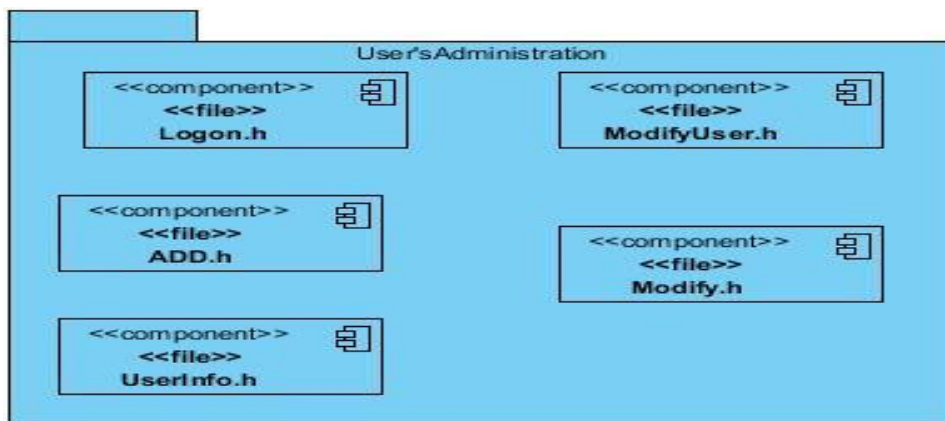 User'sAdministration
<<component>>
<<file>>
Logon.h
<<component>>
<<file>>
ModifyUser.h
<<component>>
<<file>>
ADD.h
<<component>>
<<file>>
Modify.h
<<component>>
<<file>>
UserInfo.h